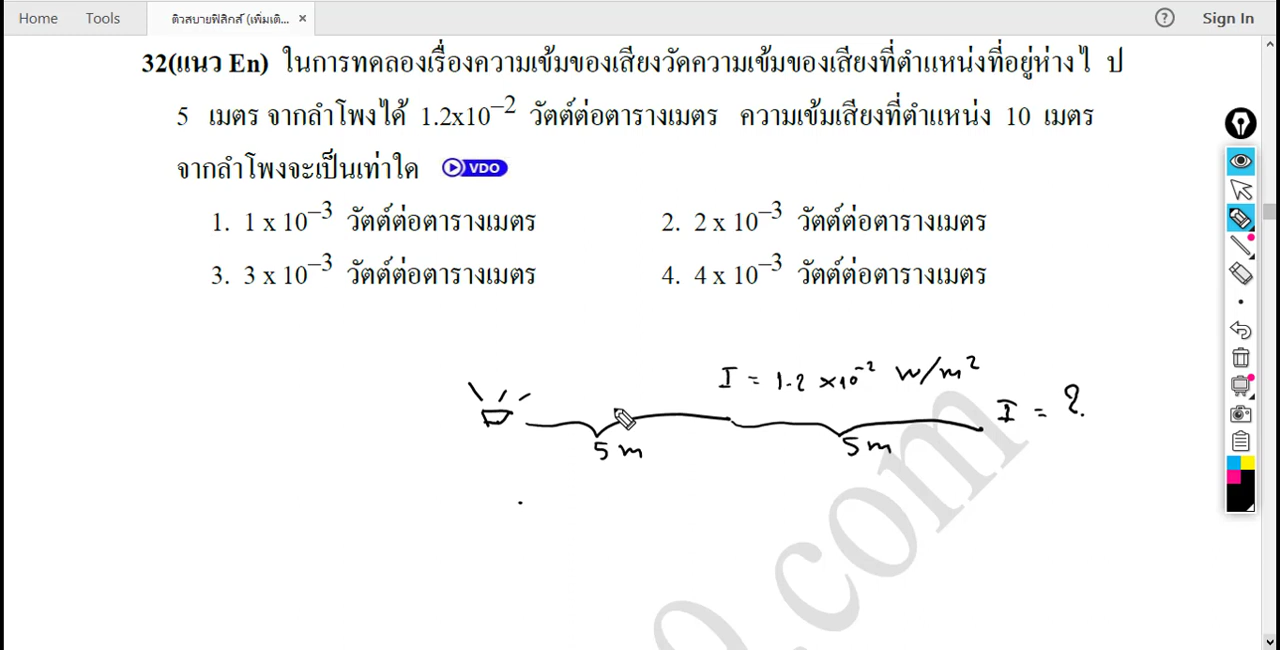 Home Tools ติวสบายฟิสิกส์ (เพิ่มเติ... × Sign In
32(แนว En) ในการทดลองเรื่องความเข้มของเสียงวัดความเข้มของเสียงที่ตำแหน่งที่อยู่ห่างไ ป
5 เมตร จากลำโพงได้ 1.2x10⁻² วัตต์ต่อตารางเมตร ความเข้มเสียงที่ตำแหน่ง 10 เมตร
จากลำโพงจะเป็นเท่าใด VDO
1. 1 x 10⁻³ วัตต์ต่อตารางเมตร 2. 2 x 10⁻³ วัตต์ต่อตารางเมตร
3. 3 x 10⁻³ วัตต์ต่อตารางเมตร 4. 4 x 10⁻³ วัตต์ต่อตารางเมตร
I = 1.2 ×10⁻² W/m²
I = ?
5 m 5 m
.com